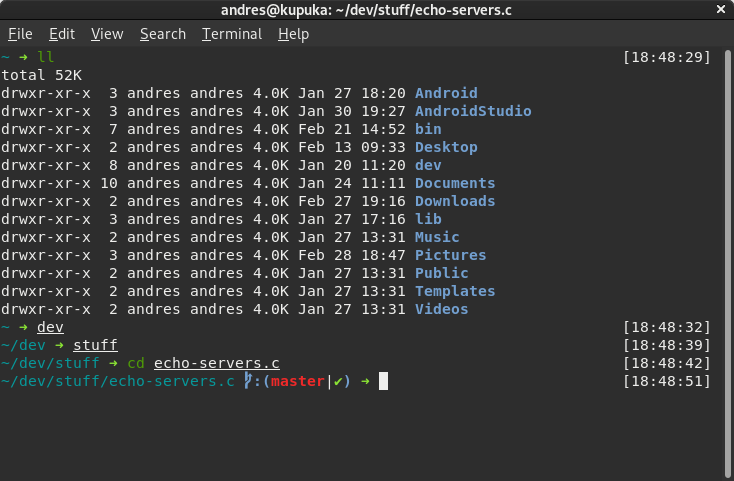 andres@kupuka: ~/dev/stuff/echo-servers.c ×
File Edit View Search Terminal Help
~ ➜ ll [18:48:29]
total 52K
drwxr-xr-x  3 andres andres 4.0K Jan 27 18:20 Android
drwxr-xr-x  3 andres andres 4.0K Jan 30 19:27 AndroidStudio
drwxr-xr-x  7 andres andres 4.0K Feb 21 14:52 bin
drwxr-xr-x  2 andres andres 4.0K Feb 13 09:33 Desktop
drwxr-xr-x  8 andres andres 4.0K Jan 20 11:20 dev
drwxr-xr-x 10 andres andres 4.0K Jan 24 11:11 Documents
drwxr-xr-x  2 andres andres 4.0K Feb 27 19:16 Downloads
drwxr-xr-x  3 andres andres 4.0K Jan 27 17:16 lib
drwxr-xr-x  2 andres andres 4.0K Jan 27 13:31 Music
drwxr-xr-x  3 andres andres 4.0K Feb 28 18:47 Pictures
drwxr-xr-x  2 andres andres 4.0K Jan 27 13:31 Public
drwxr-xr-x  2 andres andres 4.0K Jan 27 13:31 Templates
drwxr-xr-x  2 andres andres 4.0K Jan 27 13:31 Videos
~ ➜ dev [18:48:32]
~/dev ➜ stuff [18:48:39]
~/dev/stuff ➜ cd echo-servers.c [18:48:42]
~/dev/stuff/echo-servers.c :(master|✔) ➜ [18:48:51]